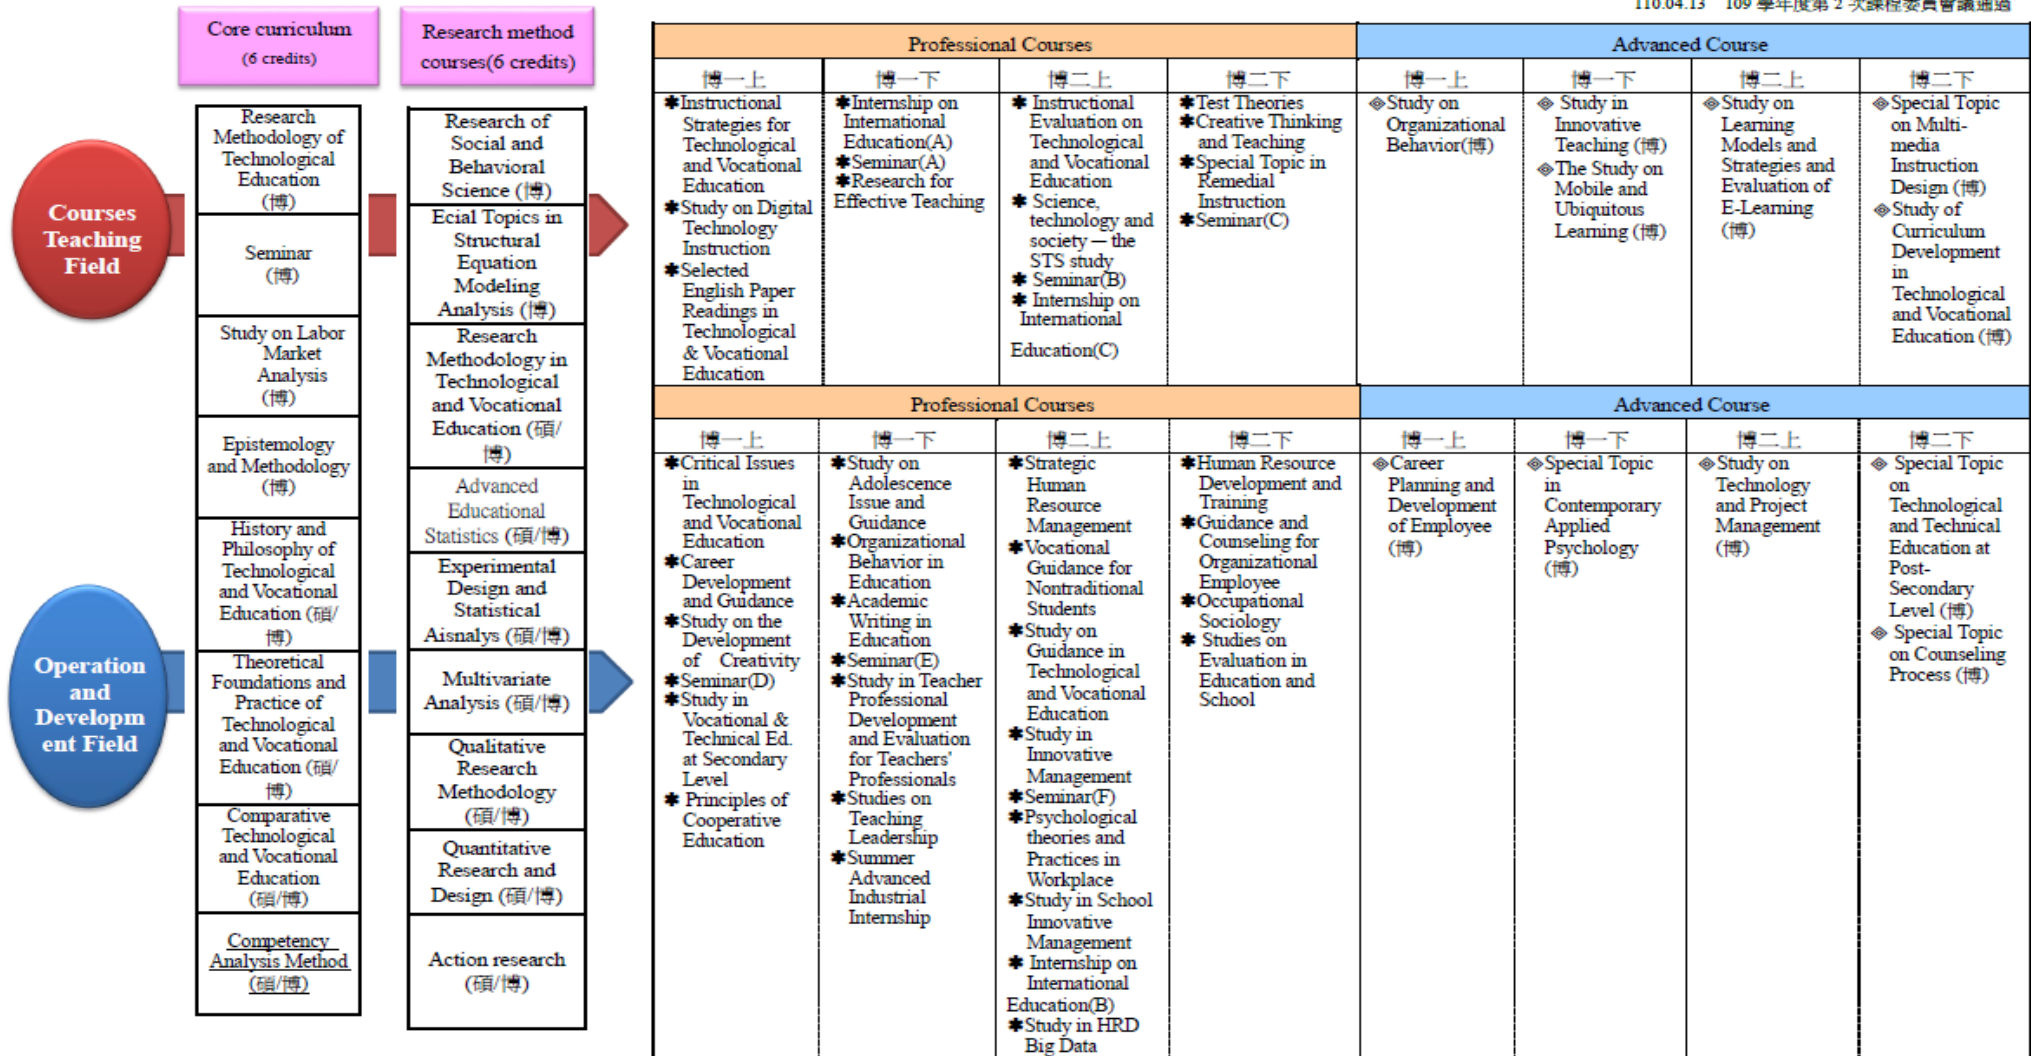 110.04.13 109 學年度第 2 次課程委員會議通過
Core curriculum
(6 credits)
Research method
courses(6 credits)
Courses
Teaching
Field
Operation
and
Developm
ent Field
Research
Methodology of
Technological
Education
(博)
Seminar
(博)
Study on Labor
Market
Analysis
(博)
Epistemology
and Methodology
(博)
History and
Philosophy of
Technological
and Vocational
Education (碩/
博)
Theoretical
Foundations and
Practice of
Technological
and Vocational
Education (碩/
博)
Comparative
Technological
and Vocational
Education
(碩/博)
Competency
Analysis Method
(碩/博)
Research of
Social and
Behavioral
Science (博)
Ecial Topics in
Structural
Equation
Modeling
Analysis (博)
Research
Methodology in
Technological
and Vocational
Education (碩/
博)
Advanced
Educational
Statistics (碩/博)
Experimental
Design and
Statistical
Aisnalys (碩/博)
Multivariate
Analysis (碩/博)
Qualitative
Research
Methodology
(碩/博)
Quantitative
Research and
Design (碩/博)
Action research
(碩/博)
Professional Courses
Advanced Course
博一上
✱Instructional
Strategies for
Technological
and Vocational
Education
✱Study on Digital
Technology
Instruction
✱Selected
English Paper
Readings in
Technological
& Vocational
Education
博一下
✱Internship on
International
Education(A)
✱Seminar(A)
✱Research for
Effective Teaching
博二上
✱ Instructional
Evaluation on
Technological
and Vocational
Education
✱ Science,
technology and
society — the
STS study
✱ Seminar(B)
✱ Internship on
International
Education(C)
博二下
✱Test Theories
✱Creative Thinking
and Teaching
✱Special Topic in
Remedial
Instruction
✱Seminar(C)
博一上
◈Study on
Organizational
Behavior(博)
博一下
◈ Study in
Innovative
Teaching (博)
◈The Study on
Mobile and
Ubiquitous
Learning (博)
博二上
◈Study on
Learning
Models and
Strategies and
Evaluation of
E-Learning
(博)
博二下
◈Special Topic
on Multi-
media
Instruction
Design (博)
◈Study of
Curriculum
Development
in
Technological
and Vocational
Education (博)
Professional Courses
Advanced Course
博一上
✱Critical Issues
in
Technological
and Vocational
Education
✱Career
Development
and Guidance
✱Study on the
Development
of Creativity
✱Seminar(D)
✱Study in
Vocational &
Technical Ed.
at Secondary
Level
✱ Principles of
Cooperative
Education
博一下
✱Study on
Adolescence
Issue and
Guidance
✱Organizational
Behavior in
Education
✱Academic
Writing in
Education
✱Seminar(E)
✱Study in Teacher
Professional
Development
and Evaluation
for Teachers'
Professionals
✱Studies on
Teaching
Leadership
✱Summer
Advanced
Industrial
Internship
博二上
✱Strategic
Human
Resource
Management
✱Vocational
Guidance for
Nontraditional
Students
✱Study on
Guidance in
Technological
and Vocational
Education
✱Study in
Innovative
Management
✱Seminar(F)
✱Psychological
theories and
Practices in
Workplace
✱Study in School
Innovative
Management
✱ Internship on
International
Education(B)
✱Study in HRD
Big Data
博二下
✱Human Resource
Development and
Training
✱Guidance and
Counseling for
Organizational
Employee
✱Occupational
Sociology
✱ Studies on
Evaluation in
Education and
School
博一上
◈Career
Planning and
Development
of Employee
(博)
博一下
◈Special Topic
in
Contemporary
Applied
Psychology
(博)
博二上
◈Study on
Technology
and Project
Management
(博)
博二下
◈ Special Topic
on
Technological
and Technical
Education at
Post-
Secondary
Level (博)
◈ Special Topic
on Counseling
Process (博)